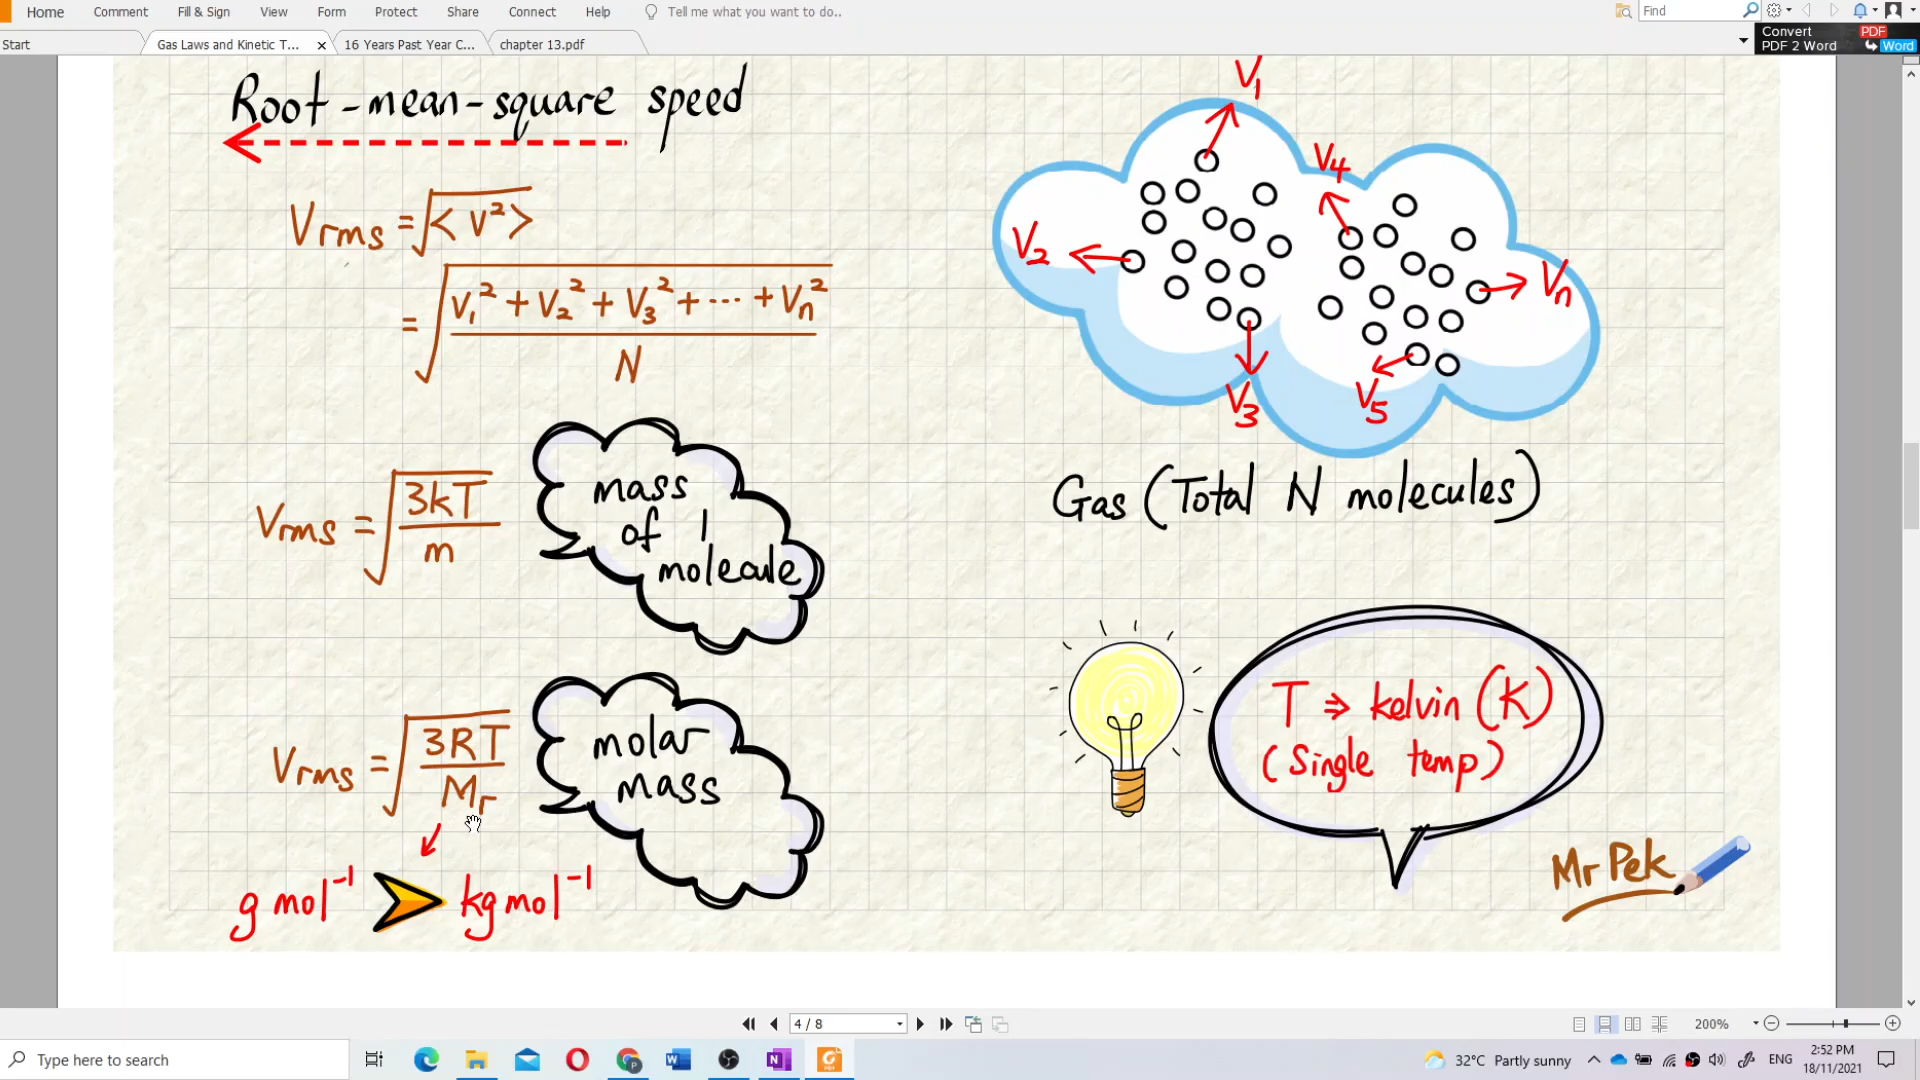 Home Comment Fill & Sign View Form Protect Share Connect Help Tell me what you want to do.. Find
Start Gas Laws and Kinetic T... × 16 Years Past Year C... chapter 13.pdf
Convert PDF
PDF 2 Word Word
Root-mean-square speed
Vrms = √<v²>
= √(V₁² + V₂² + V₃² + ... + Vₙ²) / N
V₁
V₄
V₂
Vₙ
V₃
V₅
Gas (Total N molecules)
Vrms = √(3kT / m)
mass
of 1
molecule
Vrms = √(3RT / Mr)
molar
mass
g mol⁻¹ kg mol⁻¹
T ⇒ kelvin (K)
(Single temp)
Mr Pek
4 / 8 200%
Type here to search
32°C Partly sunny ENG 2:52 PM
18/11/2021